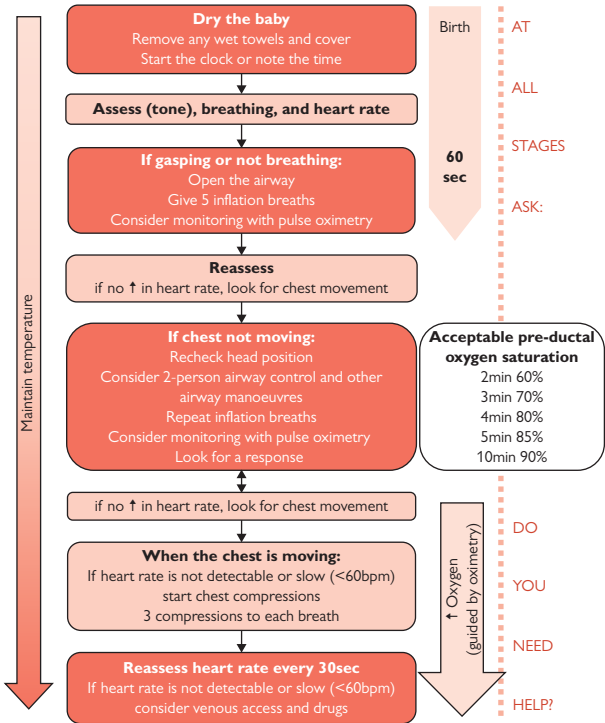 Dry the baby
Remove any wet towels and cover
Start the clock or note the time
Birth
AT
ALL
Assess (tone), breathing, and heart rate
STAGES
60
sec
If gasping or not breathing:
Open the airway
Give 5 inflation breaths
Consider monitoring with pulse oximetry
ASK:
Reassess
if no ↑ in heart rate, look for chest movement
Maintain temperature
If chest not moving:
Recheck head position
Consider 2-person airway control and other
airway manoeuvres
Repeat inflation breaths
Consider monitoring with pulse oximetry
Look for a response
Acceptable pre-ductal
oxygen saturation
2min 60%
3min 70%
4min 80%
5min 85%
10min 90%
if no ↑ in heart rate, look for chest movement
DO
When the chest is moving:
If heart rate is not detectable or slow (<60bpm)
start chest compressions
3 compressions to each breath
↑ Oxygen
(guided by oximetry)
YOU
NEED
Reassess heart rate every 30sec
If heart rate is not detectable or slow (<60bpm)
consider venous access and drugs
HELP?